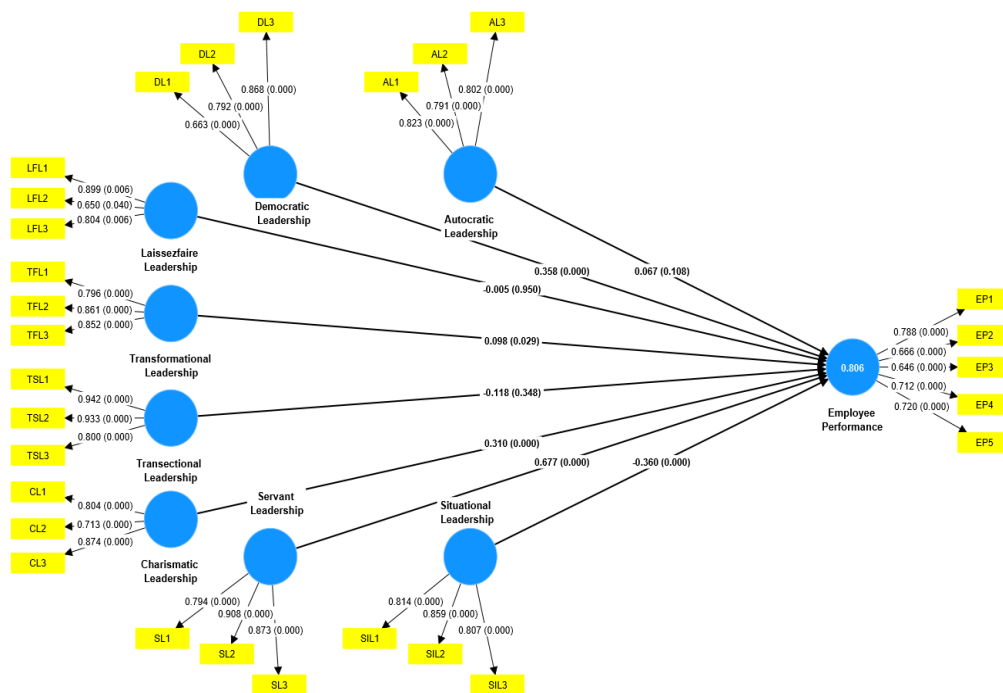 DL3
DL2
DL1
0.868 (0.000)
0.792 (0.000)
0.663 (0.000)
Democratic
Leadership
AL3
AL2
AL1
0.802 (0.000)
0.791 (0.000)
0.823 (0.000)
Autocratic
Leadership
LFL1
LFL2
LFL3
0.899 (0.006)
0.650 (0.040)
0.804 (0.006)
Laissezfaire
Leadership
TFL1
TFL2
TFL3
0.796 (0.000)
0.861 (0.000)
0.852 (0.000)
Transformational
Leadership
TSL1
TSL2
TSL3
0.942 (0.000)
0.933 (0.000)
0.800 (0.000)
Transectional
Leadership
CL1
CL2
CL3
0.804 (0.000)
0.713 (0.000)
0.874 (0.000)
Charismatic
Leadership
Servant
Leadership
0.794 (0.000)
0.908 (0.000)
0.873 (0.000)
SL1
SL2
SL3
Situational
Leadership
0.814 (0.000)
0.859 (0.000)
0.807 (0.000)
SIL1
SIL2
SIL3
0.358 (0.000)
0.067 (0.108)
-0.005 (0.950)
0.098 (0.029)
-0.118 (0.348)
0.310 (0.000)
0.677 (0.000)
-0.360 (0.000)
0.806
Employee
Performance
0.788 (0.000)
0.666 (0.000)
0.646 (0.000)
0.712 (0.000)
0.720 (0.000)
EP1
EP2
EP3
EP4
EP5